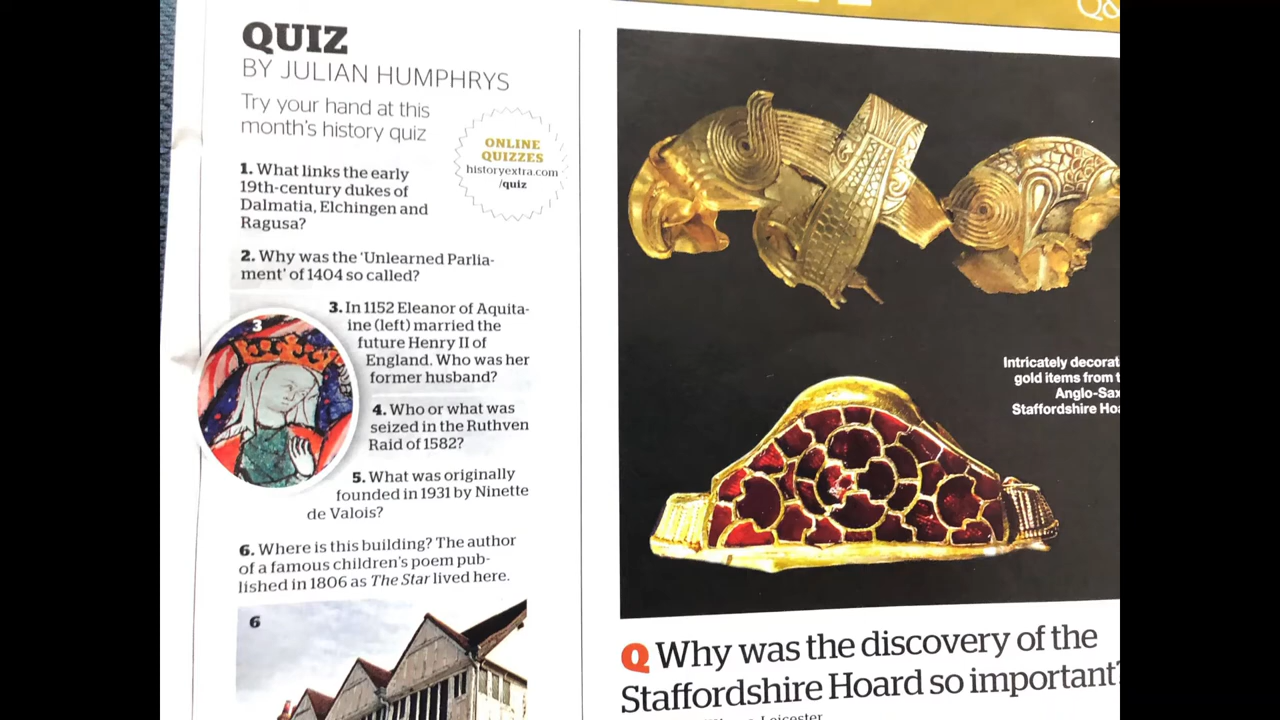 Q&
QUIZ
BY JULIAN HUMPHRYS
Try your hand at this
month's history quiz
ONLINE
QUIZZES
historyextra.com
/quiz
1. What links the early
19th-century dukes of
Dalmatia, Elchingen and
Ragusa?
2. Why was the 'Unlearned Parlia-
ment' of 1404 so called?
3. In 1152 Eleanor of Aquita-
ine (left) married the
future Henry II of
England. Who was her
former husband?
3
4. Who or what was
seized in the Ruthven
Raid of 1582?
5. What was originally
founded in 1931 by Ninette
de Valois?
6. Where is this building? The author
of a famous children's poem pub-
lished in 1806 as The Star lived here.
6
Intricately decorat
gold items from t
Anglo-Sax
Staffordshire Hoa
Q Why was the discovery of the
Staffordshire Hoard so important?
Leicester